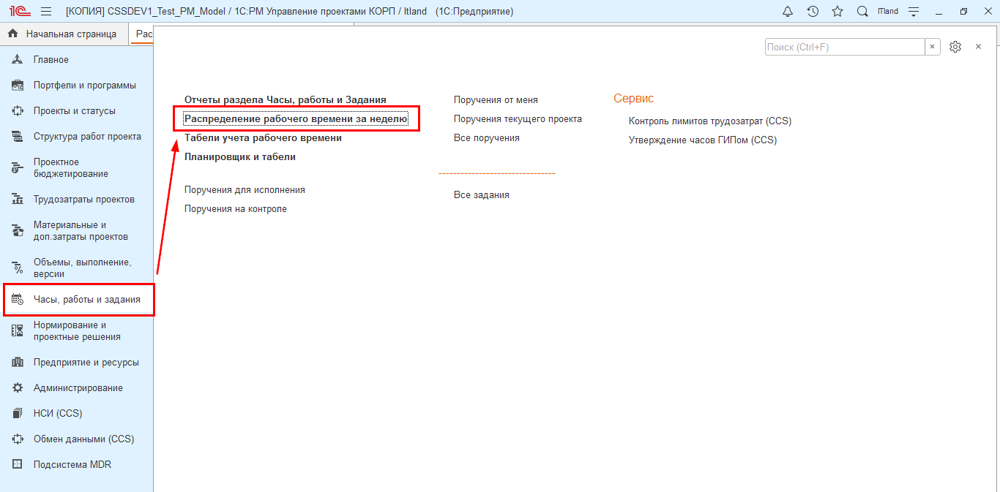 1С [КОПИЯ] CSSDEV1_Test_PM_Model / 1С:PM Управление проектами КОРП / Itland (1С:Предприятие) ITland
Начальная страница Рас
Поиск (Ctrl+F)
Главное
Портфели и программы
Проекты и статусы
Структура работ проекта
Проектное
бюджетирование
Трудозатраты проектов
Материальные и
доп.затраты проектов
Объемы, выполнение,
версии
Часы, работы и задания
Нормирование и
проектные решения
Предприятие и ресурсы
Администрирование
НСИ (CCS)
Обмен данными (CCS)
Подсистема MDR
Отчеты раздела Часы, работы и Задания
Распределение рабочего времени за неделю
Табели учета рабочего времени
Планировщик и табели
Поручения для исполнения
Поручения на контроле
Поручения от меня
Поручения текущего проекта
Все поручения
--------------------------------
Все задания
Сервис
Контроль лимитов трудозатрат (CCS)
Утверждение часов ГИПом (CCS)